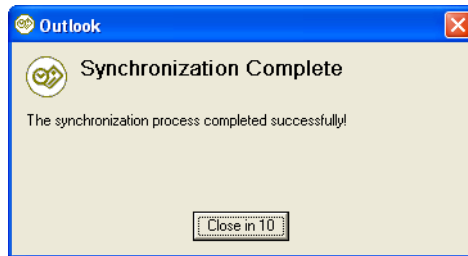 Outlook
Synchronization Complete
The synchronization process completed successfully!
Close in 10